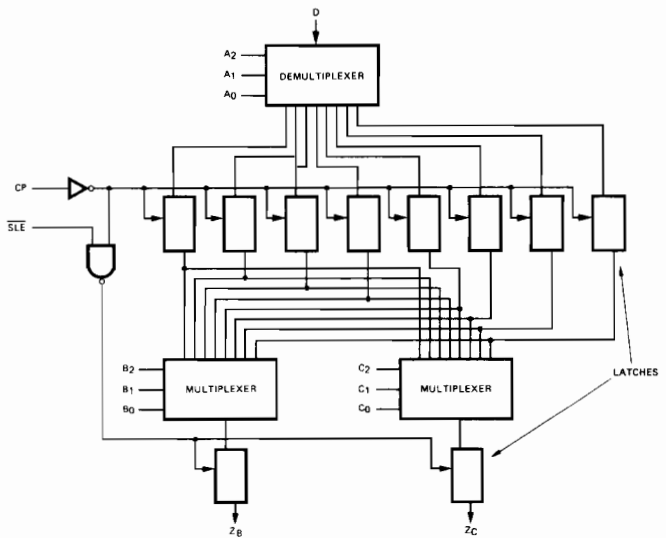 D
A2
A1
A0
DEMULTIPLEXER
CP
SLE
B2
B1
B0
MULTIPLEXER
C2
C1
C0
MULTIPLEXER
LATCHES
ZB
ZC